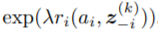 exp(λr_i(a_i, z_{-i}^{(k)}))